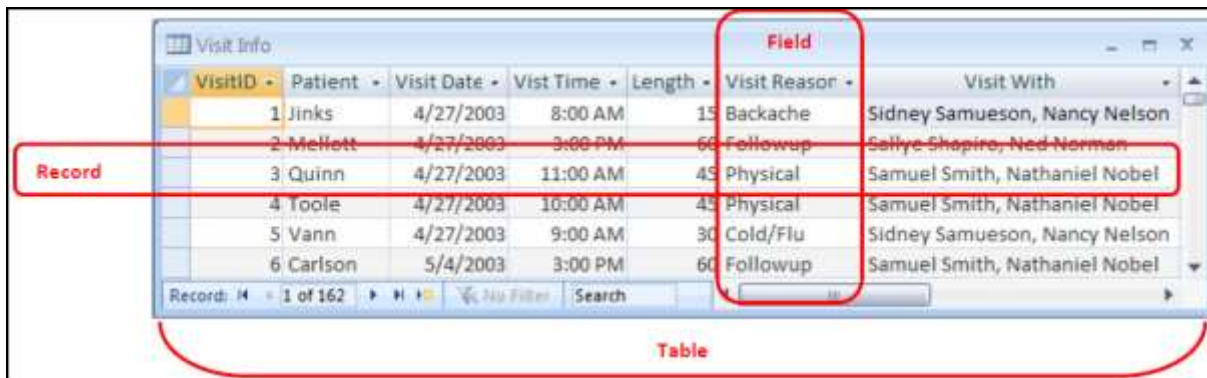 Visit Info Field
VisitID Patient Visit Date Vist Time Length Visit Reason Visit With
1 Jinks 4/27/2003 8:00 AM 15 Backache Sidney Samueson, Nancy Nelson
2 Mellott 4/27/2003 3:00 PM 60 Followup Sallye Shapiro, Ned Norman
Record 3 Quinn 4/27/2003 11:00 AM 45 Physical Samuel Smith, Nathaniel Nobel
4 Toole 4/27/2003 10:00 AM 45 Physical Samuel Smith, Nathaniel Nobel
5 Vann 4/27/2003 9:00 AM 30 Cold/Flu Sidney Samueson, Nancy Nelson
6 Carlson 5/4/2003 3:00 PM 60 Followup Samuel Smith, Nathaniel Nobel
Record: 1 of 162 No Filter Search
Table